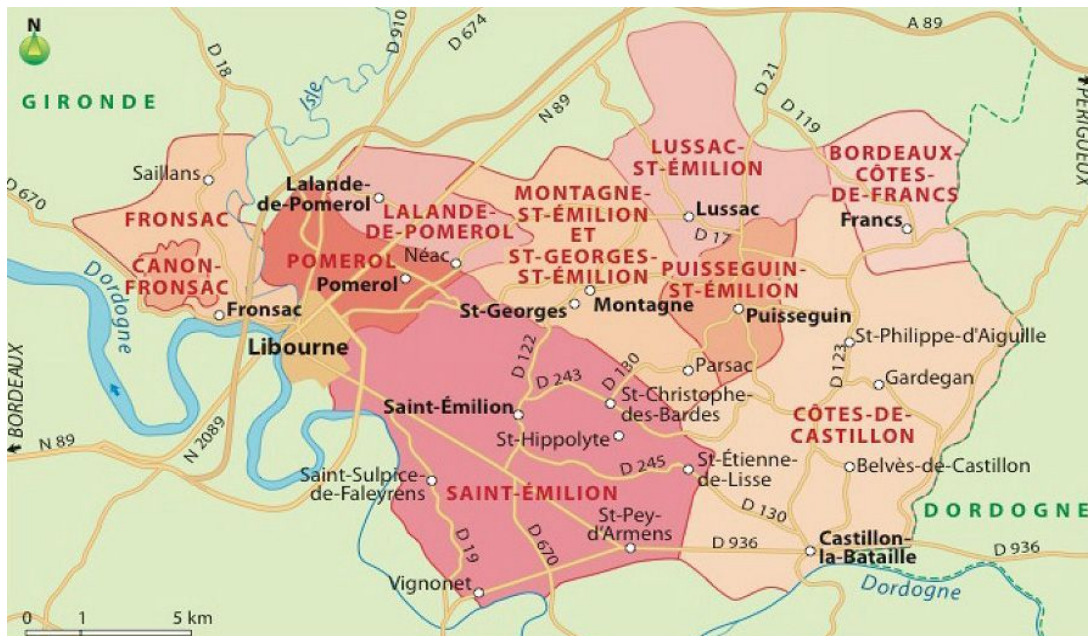 N
D 18
D 910
D 674
A 89
GIRONDE
Isle
N 89
D 21
D 119
PÉRIGUEUX
LUSSAC-
ST-ÉMILION
BORDEAUX-
CÔTES-
DE-FRANCS
Saillans
D 670
Lalande-
de-Pomerol
MONTAGNE-
ST-ÉMILION
ET
ST-GEORGES-
ST-ÉMILION
FRONSAC
LALANDE-
DE-POMEROL
Lussac
Francs
D 17
CANON-
FRONSAC
POMEROL
Néac
Pomerol
PUISSEGUIN-
ST-ÉMILION
Dordogne
Fronsac
St-Georges
Montagne
Puisseguin
Libourne
St-Philippe-d'Aiguille
D 122
D 123
Parsac
Gardegan
BORDEAUX
D 243
D 130
Saint-Émilion
St-Christophe-
des-Bardes
CÔTES-DE-
CASTILLON
N 89
N 2089
St-Hippolyte
D 245
St-Étienne-
de-Lisse
Belvès-de-Castillon
Saint-Sulpice-
de-Faleyrens
SAINT-ÉMILION
D 130
DORDOGNE
St-Pey-
d'Armens
D 19
D 670
D 936
Castillon-
la-Bataille
D 936
Vignonet
Dordogne
0 1 5 km